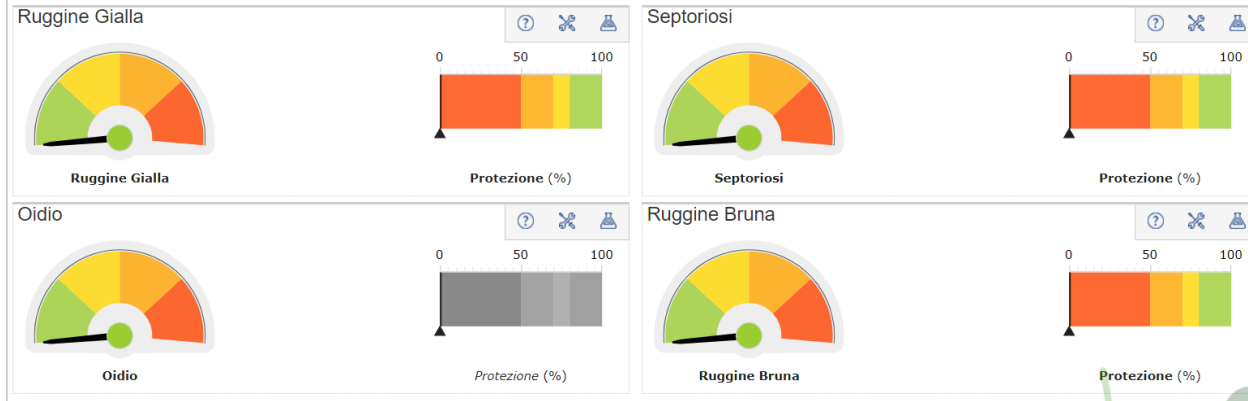 Ruggine Gialla
0 50 100
Ruggine Gialla
Protezione (%)
Septoriosi
0 50 100
Septoriosi
Protezione (%)
Oidio
0 50 100
Oidio
Protezione (%)
Ruggine Bruna
0 50 100
Ruggine Bruna
Protezione (%)